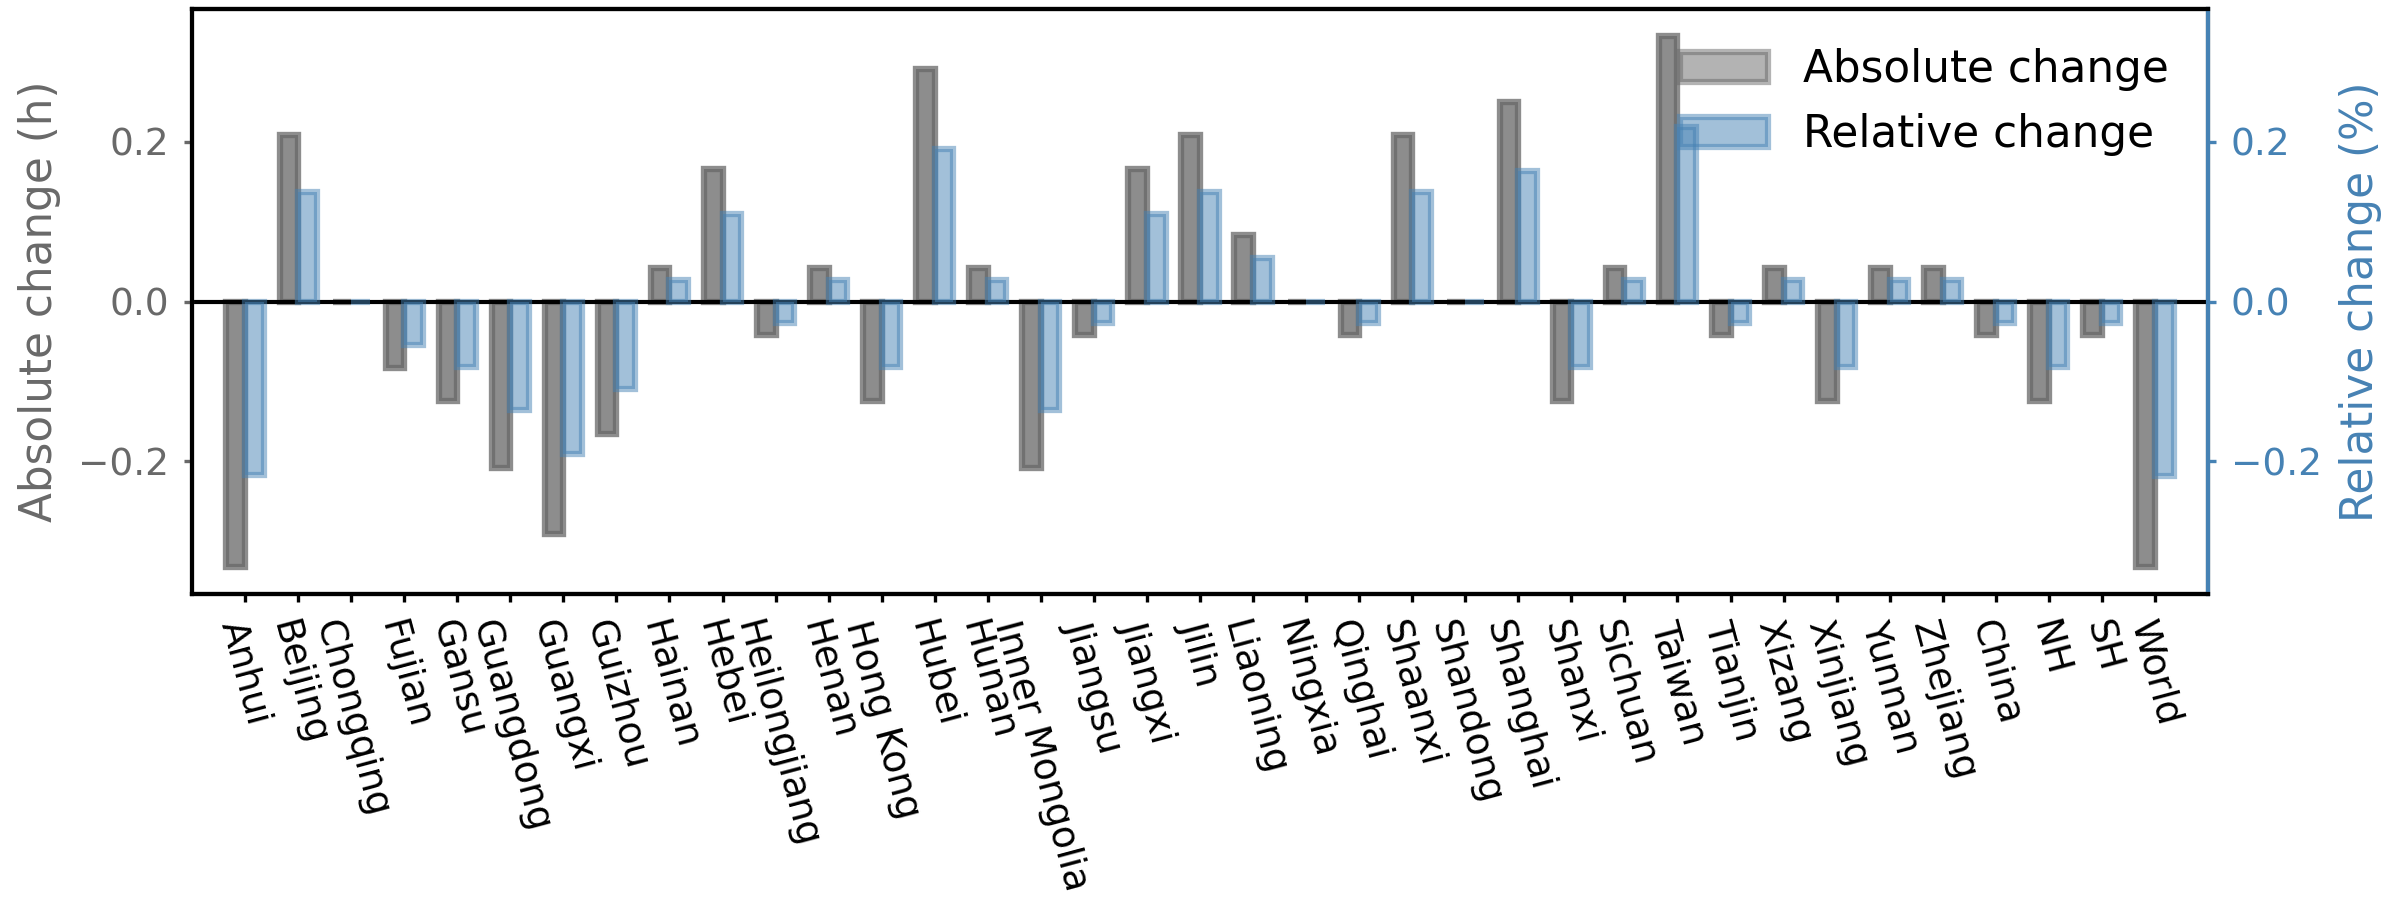 Absolute change (h)
0.2
0.0
−0.2
Absolute change
Relative change
0.2
0.0
−0.2
Relative change (%)
Anhui
Beijing
Chongqing
Fujian
Gansu
Guangdong
Guangxi
Guizhou
Hainan
Hebei
Heilongjiang
Henan
Hong Kong
Hubei
Hunan
Inner Mongolia
Jiangsu
Jiangxi
Jilin
Liaoning
Ningxia
Qinghai
Shaanxi
Shandong
Shanghai
Shanxi
Sichuan
Taiwan
Tianjin
Xizang
Xinjiang
Yunnan
Zhejiang
China
NH
SH
World